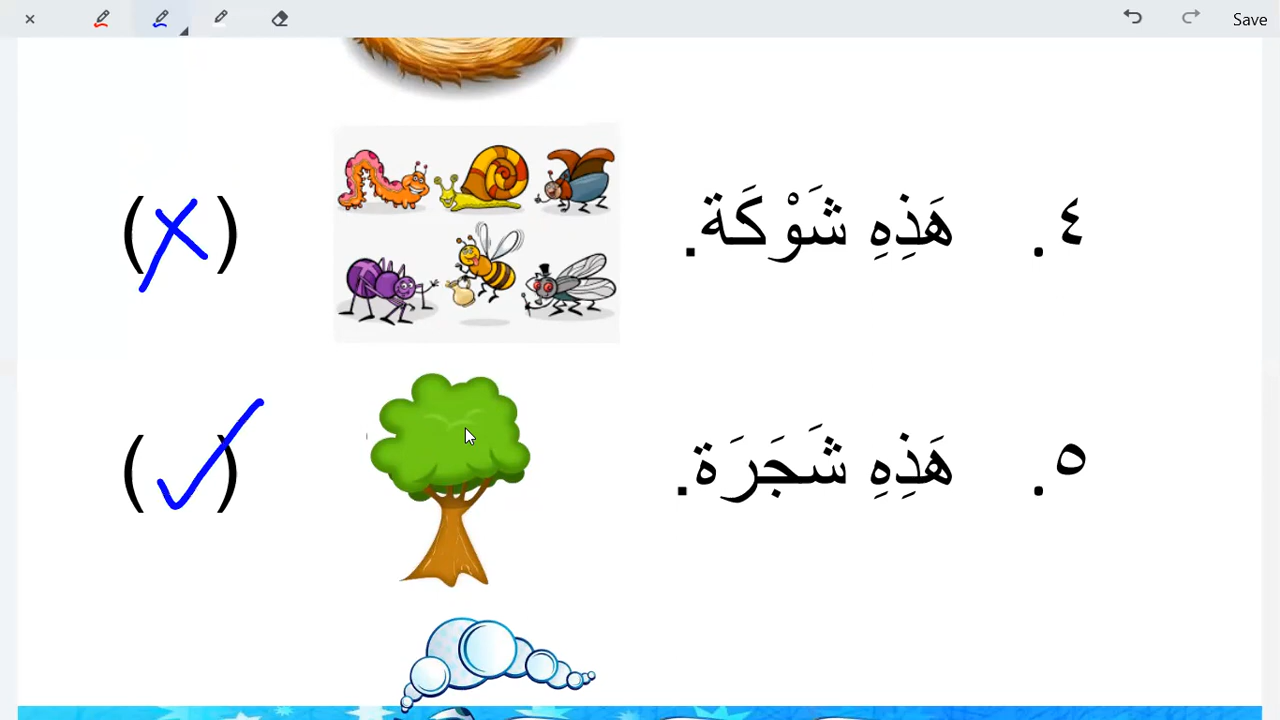 Save
٤. هَذِهِ شَوْكَة.
( )
٥. هَذِهِ شَجَرَة.
( )